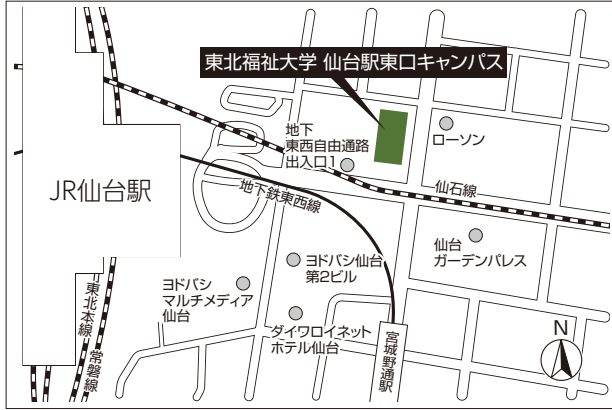 東北福祉大学 仙台駅東口キャンパス
地下
東西自由通路
出入口1
ローソン
JR仙台駅
地下鉄東西線
仙石線
仙台
ガーデンパレス
ヨドバシ仙台
第2ビル
ヨドバシ
マルチメディア
仙台
ダイワロイネット
ホテル仙台
宮城野通駅
東北本線
常磐線
N